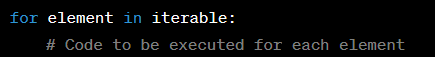 for element in iterable:
    # Code to be executed for each element